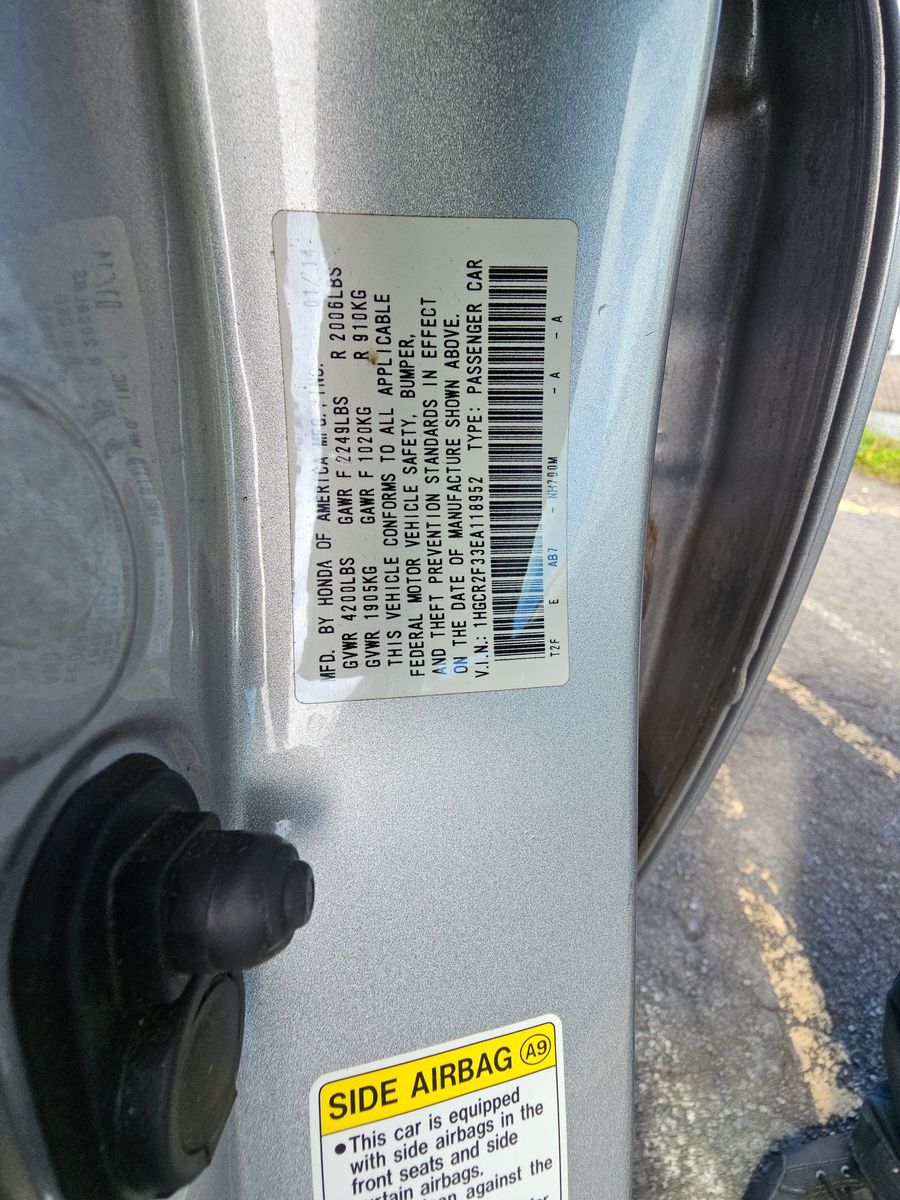 MFD. BY HONDA OF AMERICA MFG., INC. 01/14
GVWR 4200LBS GAWR F 2249LBS R 2006LBS
GVWR 1905KG GAWR F 1020KG R 910KG
THIS VEHICLE CONFORMS TO ALL APPLICABLE
FEDERAL MOTOR VEHICLE SAFETY, BUMPER,
AND THEFT PREVENTION STANDARDS IN EFFECT
ON THE DATE OF MANUFACTURE SHOWN ABOVE.
V.I.N.: 1HGCR2F33EA118952 TYPE: PASSENGER CAR
T2F E AB7 - NH700M - A - A
SIDE AIRBAG A9
•This car is equipped
with side airbags in the
front seats and side
curtain airbags.
against the